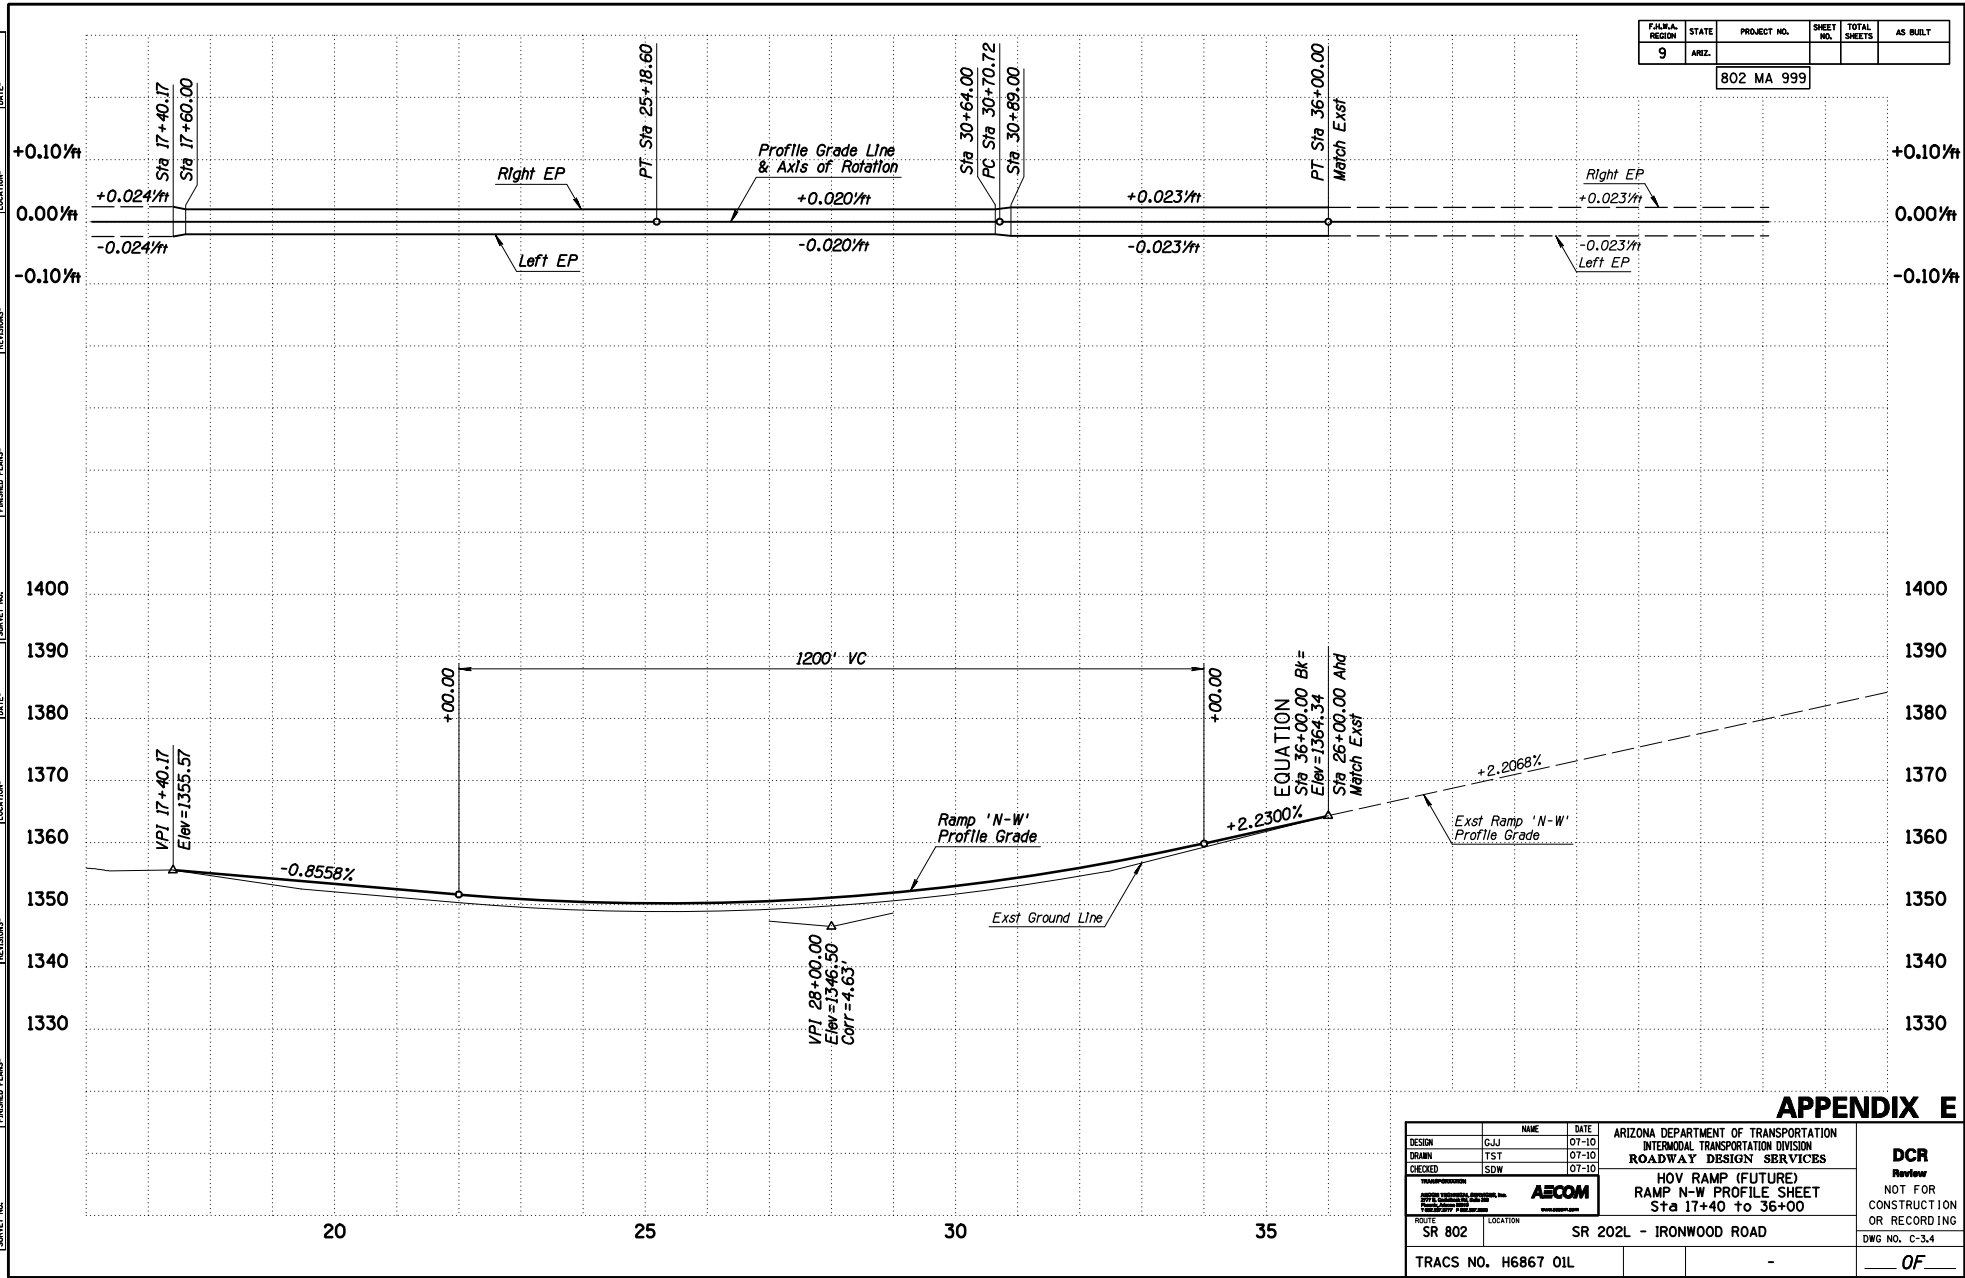 F.H.W.A. REGION STATE PROJECT NO. SHEET NO. TOTAL SHEETS AS BUILT
9 ARIZ.
802 MA 999
Sta 17+40.17
Sta 17+60.00
PT Sta 25+18.60
Sta 30+64.00
PC Sta 30+70.72
Sta 30+89.00
PT Sta 36+00.00
Match Exst
+0.10'/ft
0.00'/ft
-0.10'/ft
+0.10'/ft
0.00'/ft
-0.10'/ft
+0.024'/ft
-0.024'/ft
Right EP
Left EP
Profile Grade Line
& Axis of Rotation
+0.020'/ft
-0.020'/ft
+0.023'/ft
-0.023'/ft
Right EP
+0.023'/ft
-0.023'/ft
Left EP
1400
1390
1380
1370
1360
1350
1340
1330
1400
1390
1380
1370
1360
1350
1340
1330
1200' VC
+00.00
+00.00
VPI 17+40.17
Elev=1355.57
-0.8558%
Ramp 'N-W'
Profile Grade
+2.2300%
EQUATION
Sta 36+00.00 Bk=
Elev=1364.34
Sta 26+00.00 Ahd
Match Exst
+2.2068%
Exst Ramp 'N-W'
Profile Grade
Exst Ground Line
VPI 28+00.00
Elev=1346.50
Corr=4.63'
20
25
30
35
APPENDIX E
NAME DATE
DESIGN GJJ 07-10
DRAWN TST 07-10
CHECKED SDW 07-10
AECOM
ARIZONA DEPARTMENT OF TRANSPORTATION
INTERMODAL TRANSPORTATION DIVISION
ROADWAY DESIGN SERVICES
HOV RAMP (FUTURE)
RAMP N-W PROFILE SHEET
Sta 17+40 to 36+00
DCR
Review
NOT FOR
CONSTRUCTION
OR RECORDING
ROUTE
SR 802
LOCATION
SR 202L - IRONWOOD ROAD
DWG NO. C-3.4
TRACS NO. H6867 01L
-
OF